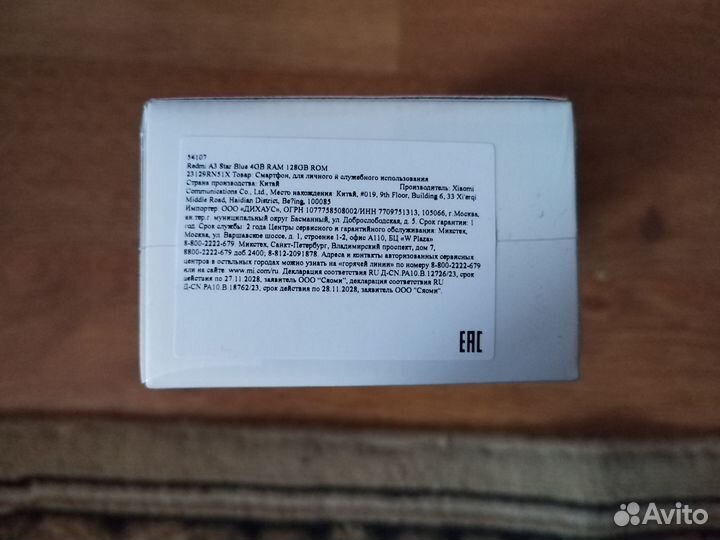 54107
Redmi A3 Star Blue 4GB RAM 128GB ROM
23129RN51X Товар: Смартфон, для личного й служебного использования
Страна производства: Китай Производитель: Xiaomi
Communications Co., Ltd., Место нахождения: Китай, #019, 9th Floor, Building 6, 33 Xi'erqi
Middle Road, Haidian District, Be?ing, 100085
Импортер: ООО «ДИХАУС», ОГРН 1077758508002/ИНН 7709751313, 105066, г.Москва,
вн.тер.г. муниципальный округ Басманный, ул. Доброслободская, д. 5. Срок гарантии: 1
год. Срок службы: 2 года Центры сервисного и гарантийного обслуживания: Микстек,
Москва, ул. Варшавское шоссе, д. 1, строение 1-2, офис А110, БЦ «W Plaza»
8-800-2222-679 Микстек, Санкт-Петербург, Владимирский проспект, дом 7,
8800-2222-679 доб.2400; 8-812-2091878. Адреса и контакты авторизованных сервисных
центров в остальных городах можно узнать на «горячей линии» по номеру 8-800-2222-679
или на сайте www.mi.com/ru Декларация соответствия RU Д-CN.РА10.В.12726/23, срок
действия по 27.11.2028, заявитель ООО "Сяоми", декларация соответствия RU
Д-CN.РА10.В.18762/23, срок действия по 28.11.2028, заявитель ООО "Сяоми".
EAC
Avito